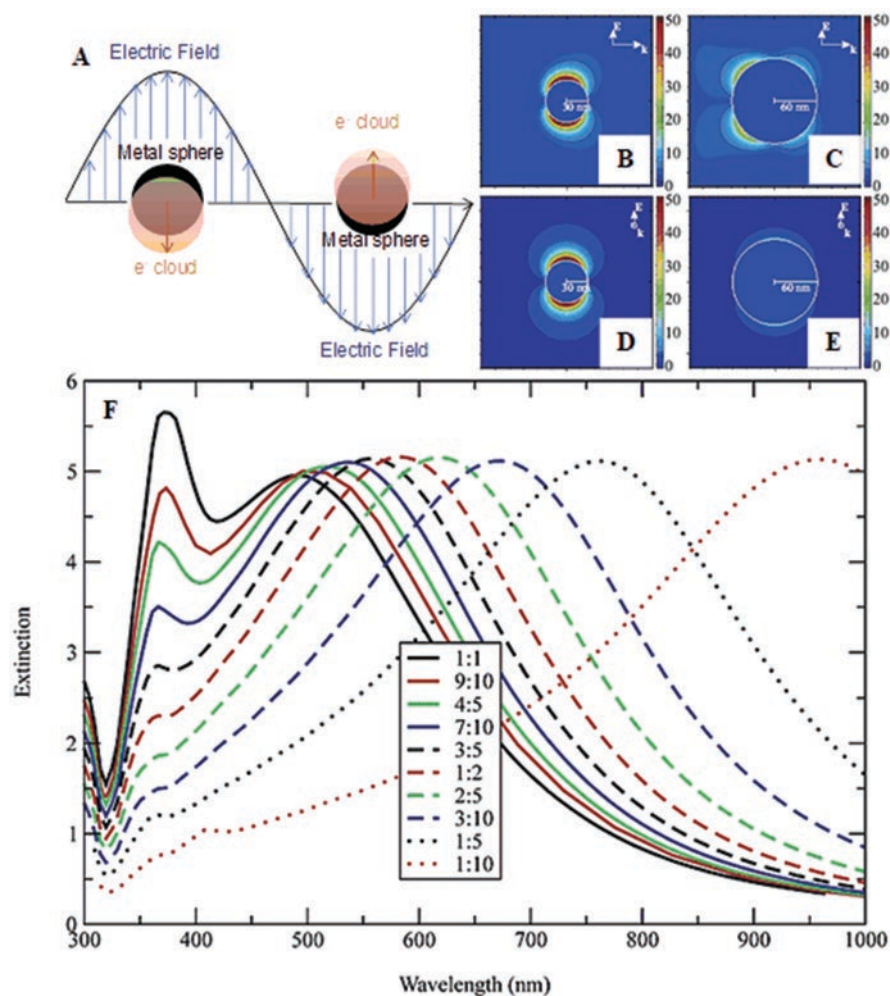 A
Electric Field
Metal sphere
e- cloud
e- cloud
Metal sphere
Electric Field
E
k
30 nm
B
50
40
30
20
10
0
E
k
60 nm
C
50
40
30
20
10
0
k
30 nm
D
50
40
30
20
10
0
k
60 nm
E
50
40
30
20
10
0
F
Extinction
6
5
4
3
2
1
0
1:1
9:10
4:5
7:10
3:5
1:2
2:5
3:10
1:5
1:10
300 400 500 600 700 800 900 1000
Wavelength (nm)